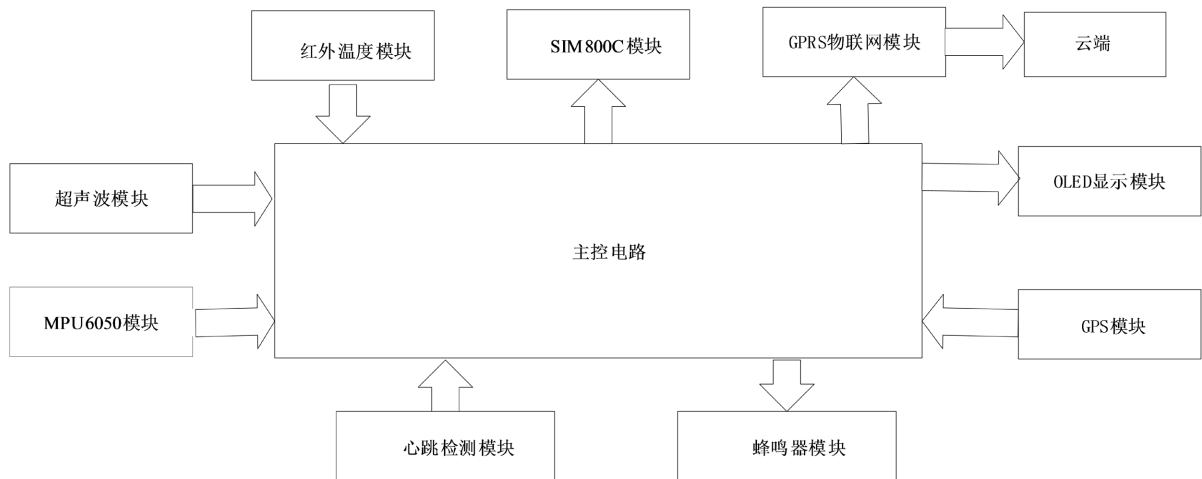 红外温度模块
SIM800C模块
GPRS物联网模块
云端
超声波模块
OLED显示模块
主控电路
MPU6050模块
GPS模块
心跳检测模块
蜂鸣器模块